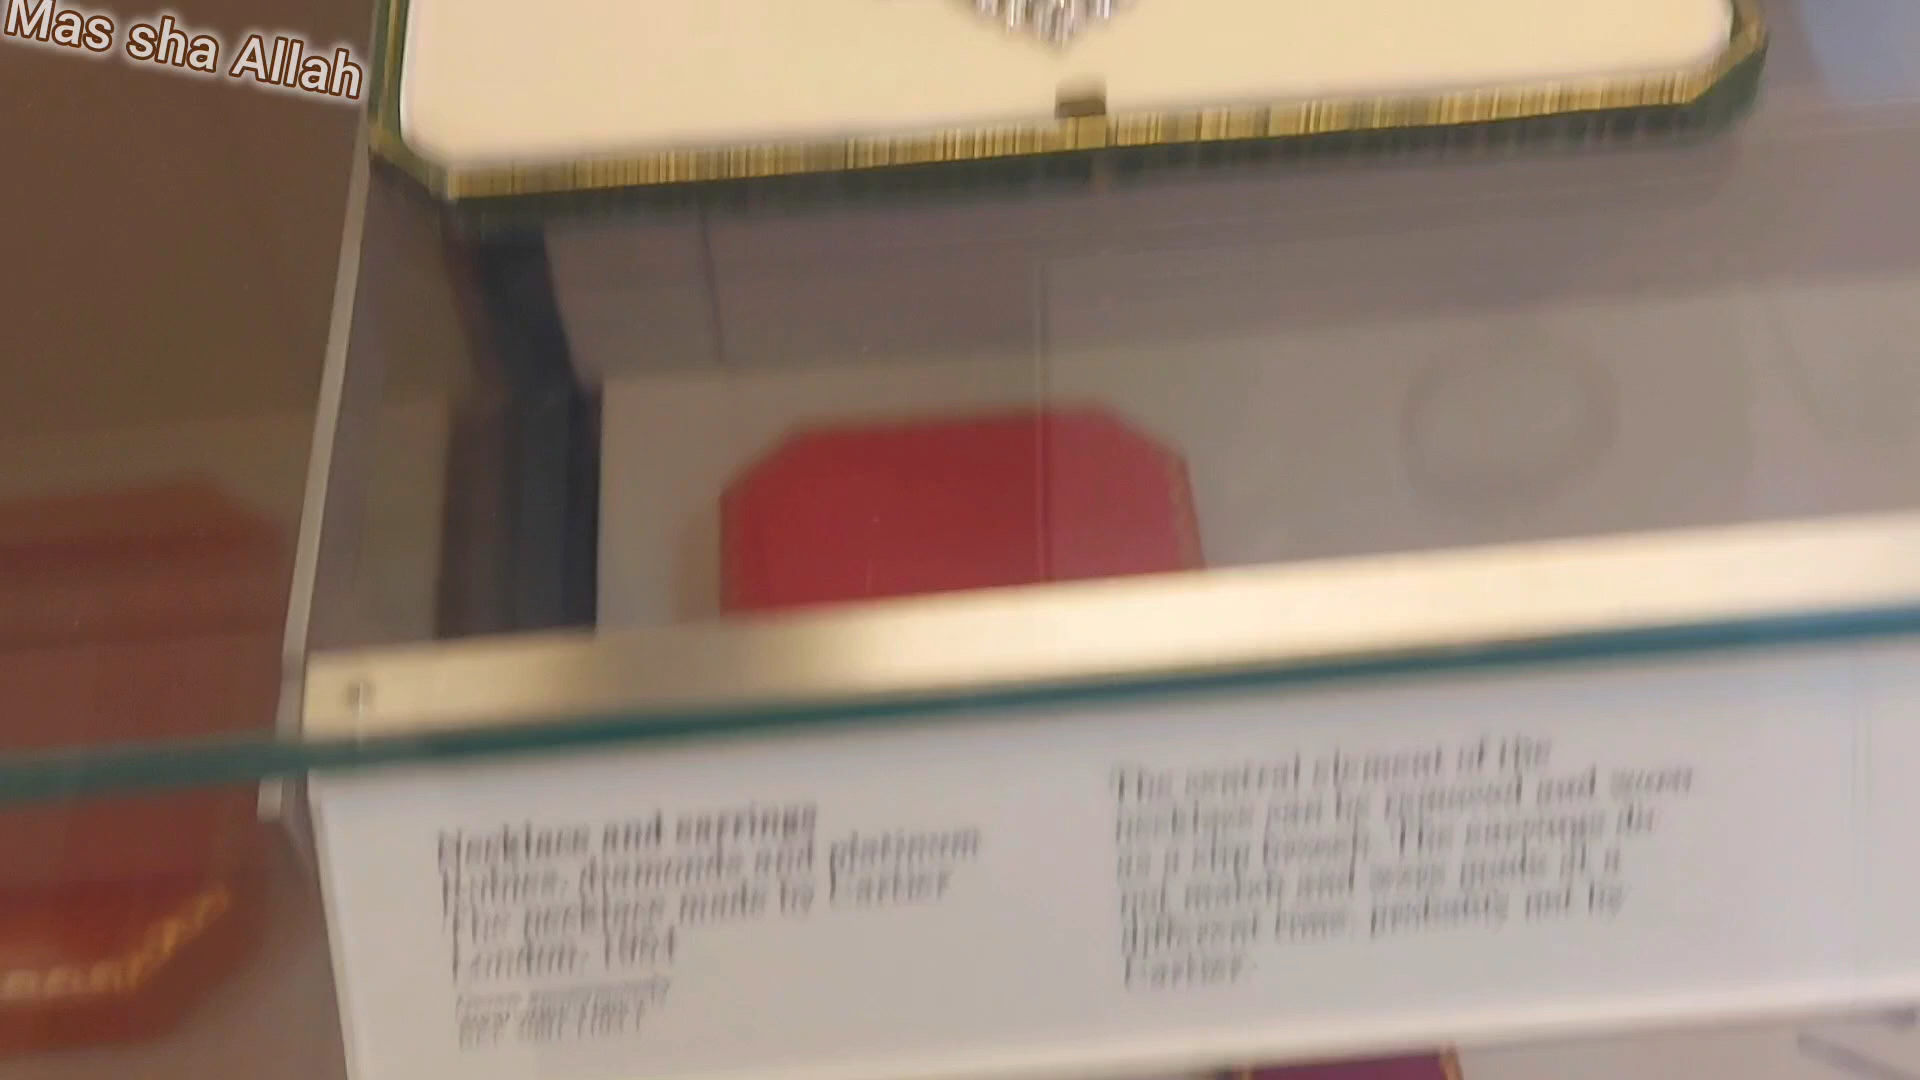 Mas sha Allah
Necklace and earrings
Rubies, diamonds and platinum
The necklace made by Cartier
London,
The central element of the
necklace can be removed and worn
as a clip brooch. The earrings do
not match and were made at a
different time, probably not by
Cartier.